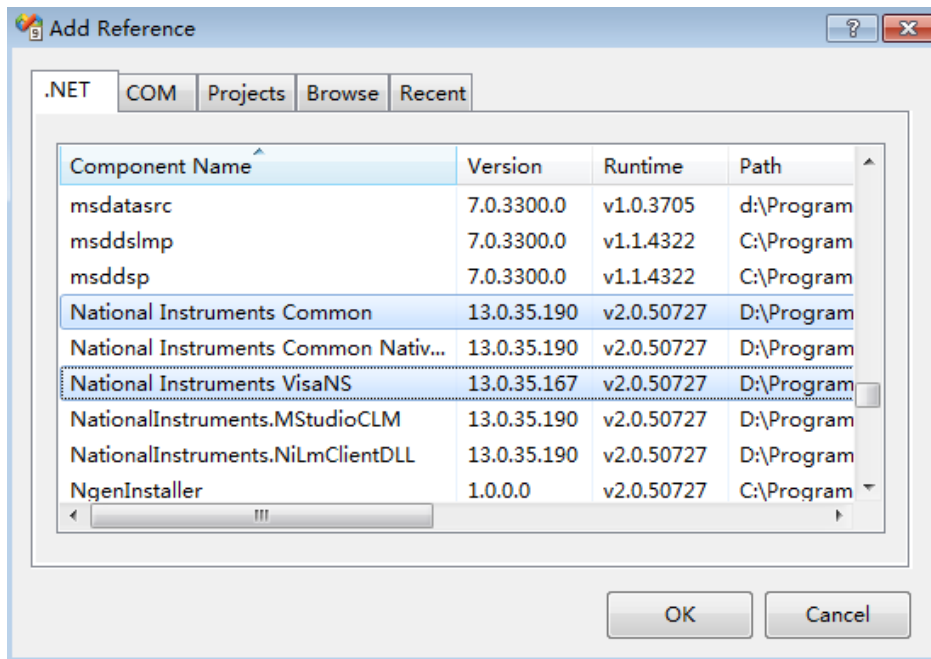 Add Reference
.NET COM Projects Browse Recent
Component Name Version Runtime Path
msdatasrc 7.0.3300.0 v1.0.3705 d:\Program
msddslmp 7.0.3300.0 v1.1.4322 C:\Program
msddsp 7.0.3300.0 v1.1.4322 C:\Program
National Instruments Common 13.0.35.190 v2.0.50727 D:\Program
National Instruments Common Nativ... 13.0.35.190 v2.0.50727 D:\Program
National Instruments VisaNS 13.0.35.167 v2.0.50727 D:\Program
NationalInstruments.MStudioCLM 13.0.35.190 v2.0.50727 D:\Program
NationalInstruments.NiLmClientDLL 13.0.35.190 v2.0.50727 D:\Program
NgenInstaller 1.0.0.0 v2.0.50727 C:\Program
OK Cancel